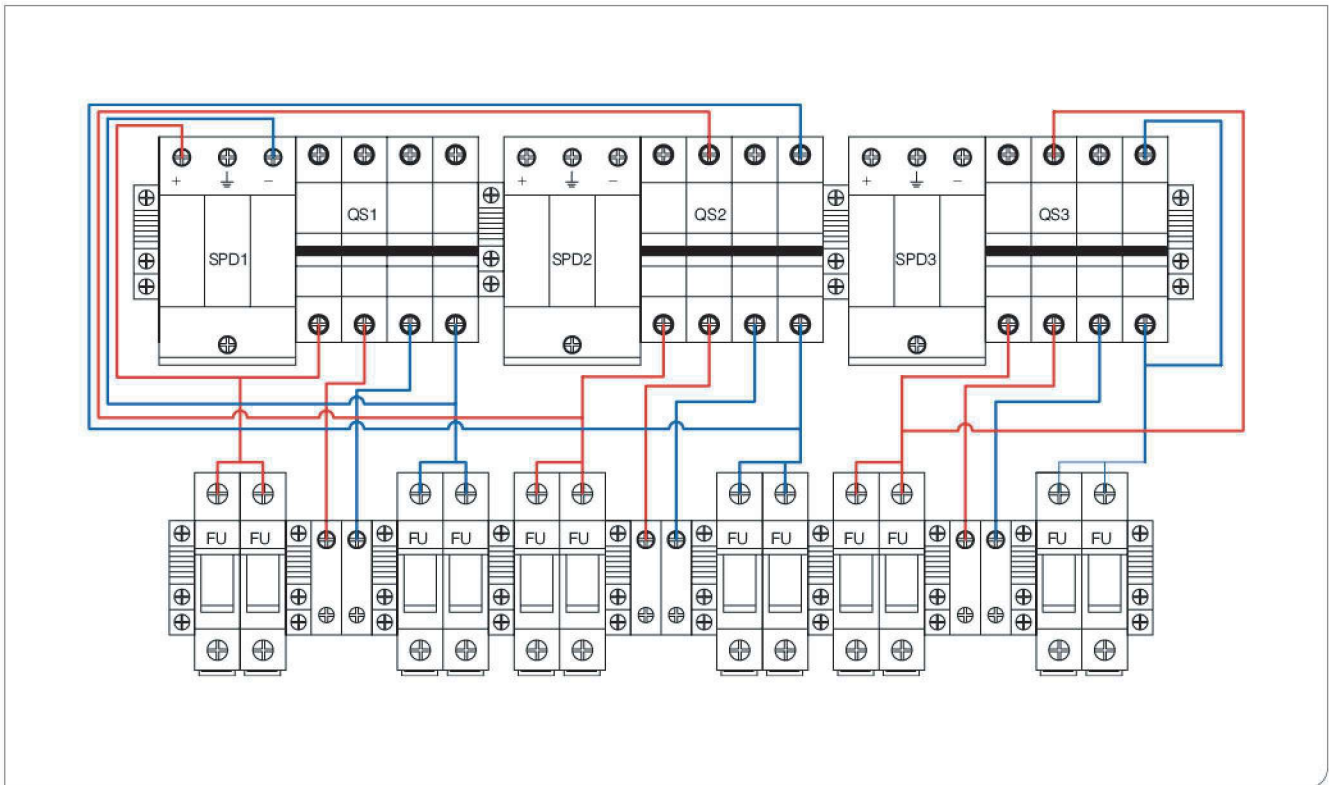 + ⏚ − + ⏚ − + ⏚ −
QS1 QS2 QS3
SPD1 SPD2 SPD3
FU FU FU FU FU FU FU FU FU FU FU FU